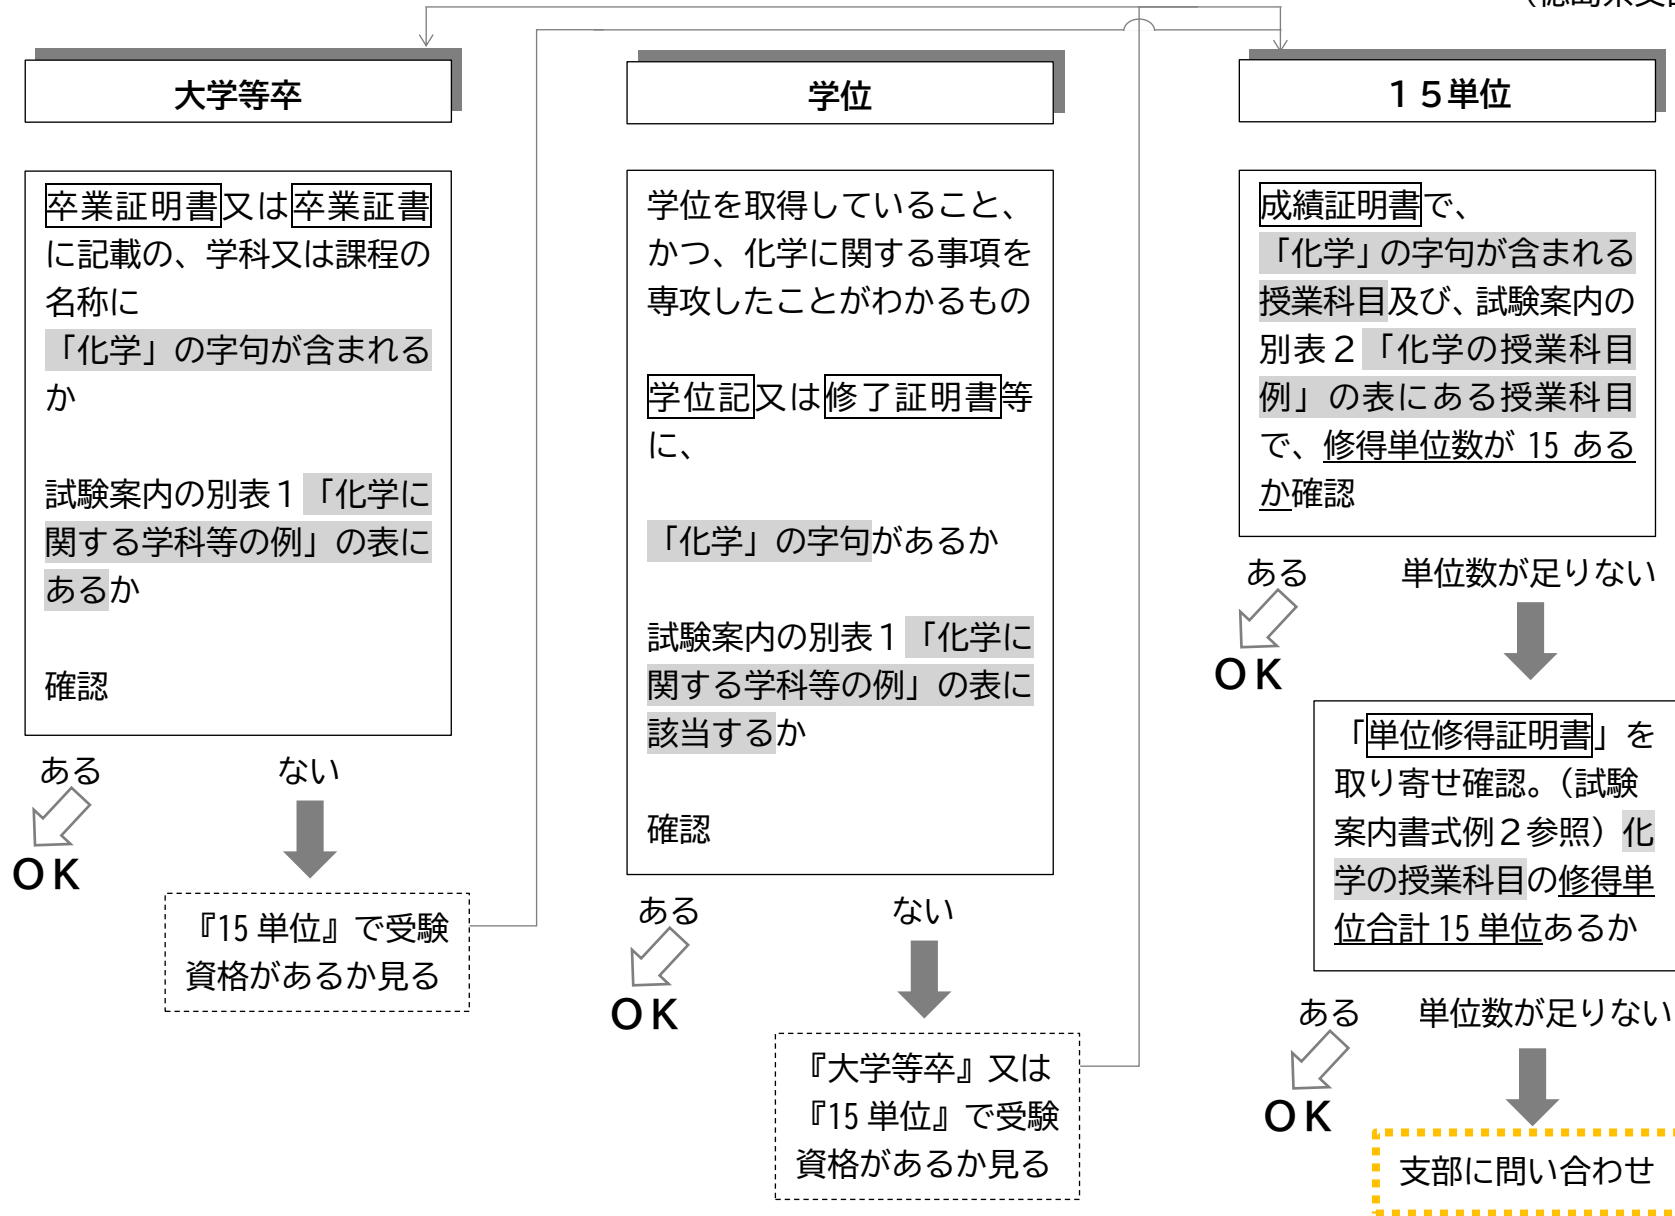 大学等卒
卒業証明書又は卒業証書
に記載の、学科又は課程の
名称に
「化学」の字句が含まれる
か
試験案内の別表１「化学に
関する学科等の例」の表に
あるか
確認
ある
ない
ＯＫ
『15 単位』で受験
資格があるか見る
学位
学位を取得していること、
かつ、化学に関する事項を
専攻したことがわかるもの
学位記又は修了証明書等
に、
「化学」の字句があるか
試験案内の別表１「化学に
関する学科等の例」の表に
該当するか
確認
ある
ない
ＯＫ
『大学等卒』又は
『15 単位』で受験
資格があるか見る
１５単位
成績証明書で、
「化学」の字句が含まれる
授業科目及び、試験案内の
別表２「化学の授業科目
例」の表にある授業科目
で、修得単位数が 15 ある
か確認
ある
単位数が足りない
ＯＫ
「単位修得証明書」を
取り寄せ確認。（試験
案内書式例２参照）化
学の授業科目の修得単
位合計 15 単位あるか
ある
単位数が足りない
ＯＫ
支部に問い合わせ